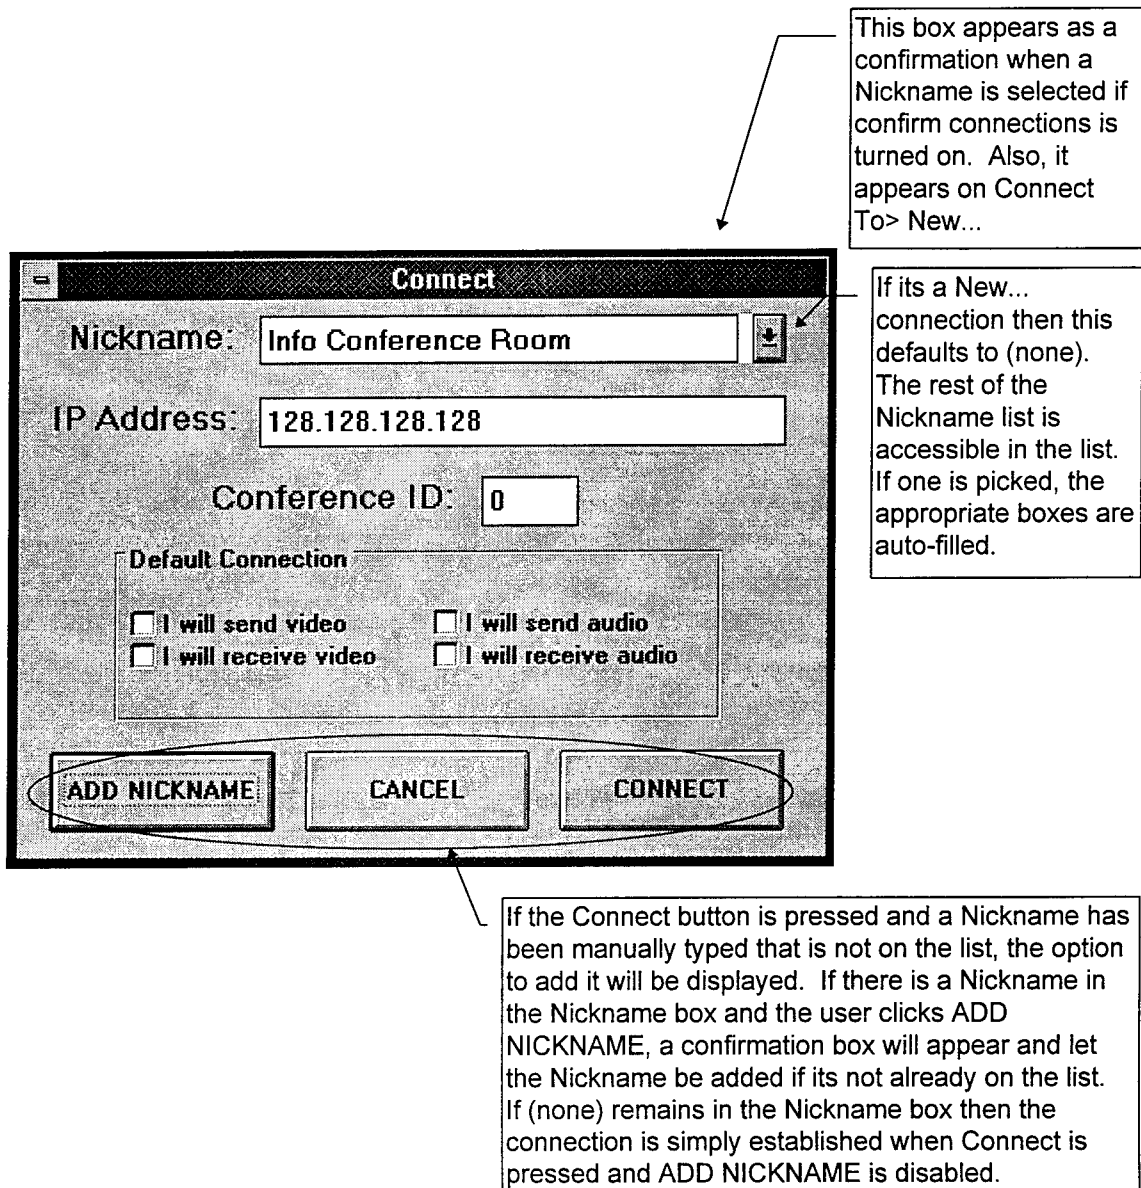 This box appears as a
confirmation when a
Nickname is selected if
confirm connections is
turned on. Also, it
appears on Connect
To> New...
Connect
Nickname: Info Conference Room
IP Address: 128.128.128.128
Conference ID: 0
Default Connection
I will send video I will send audio
I will receive video I will receive audio
ADD NICKNAME CANCEL CONNECT
If its a New...
connection then this
defaults to (none).
The rest of the
Nickname list is
accessible in the list.
If one is picked, the
appropriate boxes are
auto-filled.
If the Connect button is pressed and a Nickname has
been manually typed that is not on the list, the option
to add it will be displayed. If there is a Nickname in
the Nickname box and the user clicks ADD
NICKNAME, a confirmation box will appear and let
the Nickname be added if its not already on the list.
If (none) remains in the Nickname box then the
connection is simply established when Connect is
pressed and ADD NICKNAME is disabled.